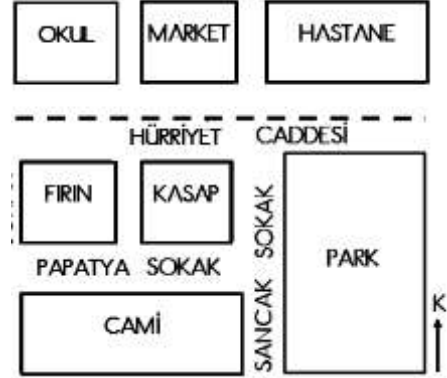 OKUL MARKET HASTANE
HÜRRİYET CADDESİ
FIRIN KASAP
SANCAK SOKAK
PARK
PAPATYA SOKAK
CAMİ
K